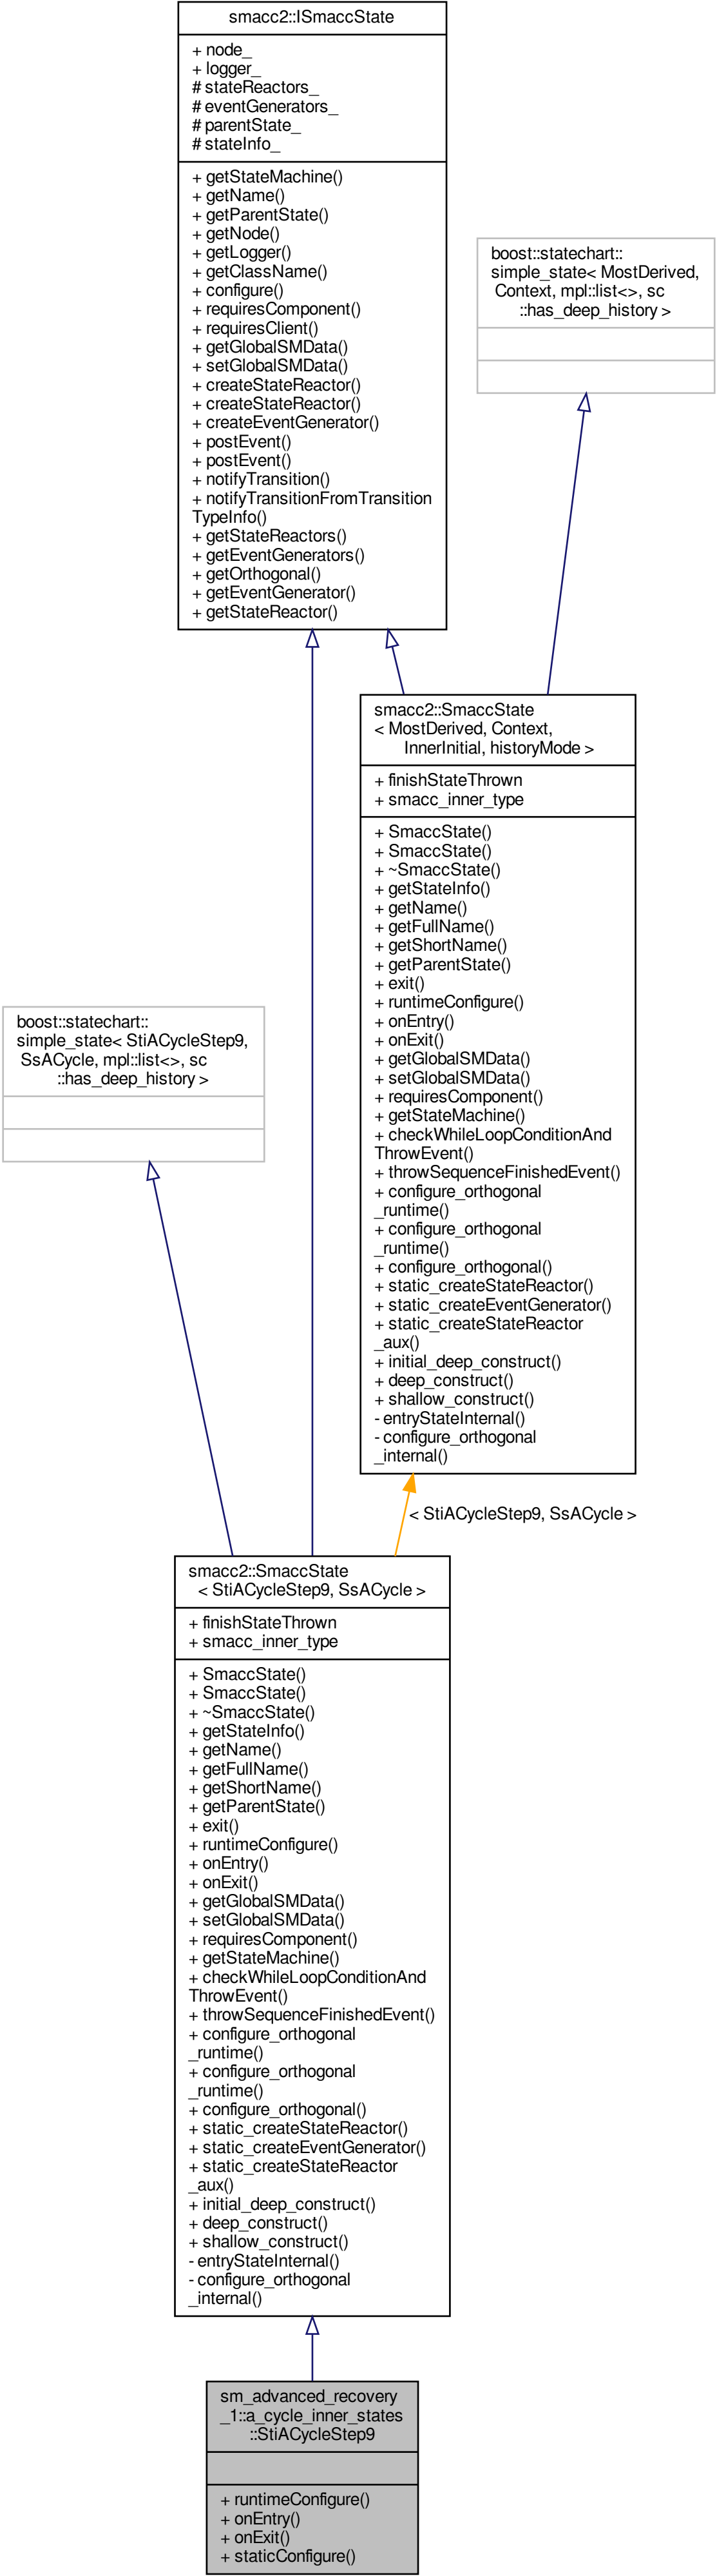 smacc2::ISmaccState
+ node_
+ logger_
# stateReactors_
# eventGenerators_
# parentState_
# stateInfo_
+ getStateMachine()
+ getName()
+ getParentState()
+ getNode()
+ getLogger()
+ getClassName()
+ configure()
+ requiresComponent()
+ requiresClient()
+ getGlobalSMData()
+ setGlobalSMData()
+ createStateReactor()
+ createStateReactor()
+ createEventGenerator()
+ postEvent()
+ postEvent()
+ notifyTransition()
+ notifyTransitionFromTransition
TypeInfo()
+ getStateReactors()
+ getEventGenerators()
+ getOrthogonal()
+ getEventGenerator()
+ getStateReactor()
boost::statechart::
simple_state< MostDerived,
Context, mpl::list<>, sc
::has_deep_history >
smacc2::SmaccState
< MostDerived, Context,
InnerInitial, historyMode >
+ finishStateThrown
+ smacc_inner_type
+ SmaccState()
+ SmaccState()
+ ~SmaccState()
+ getStateInfo()
+ getName()
+ getFullName()
+ getShortName()
+ getParentState()
+ exit()
+ runtimeConfigure()
+ onEntry()
+ onExit()
+ getGlobalSMData()
+ setGlobalSMData()
+ requiresComponent()
+ getStateMachine()
+ checkWhileLoopConditionAnd
ThrowEvent()
+ throwSequenceFinishedEvent()
+ configure_orthogonal
_runtime()
+ configure_orthogonal
_runtime()
+ configure_orthogonal()
+ static_createStateReactor()
+ static_createEventGenerator()
+ static_createStateReactor
_aux()
+ initial_deep_construct()
+ deep_construct()
+ shallow_construct()
- entryStateInternal()
- configure_orthogonal
_internal()
boost::statechart::
simple_state< StiACycleStep9,
SsACycle, mpl::list<>, sc
::has_deep_history >
< StiACycleStep9, SsACycle >
smacc2::SmaccState
< StiACycleStep9, SsACycle >
+ finishStateThrown
+ smacc_inner_type
+ SmaccState()
+ SmaccState()
+ ~SmaccState()
+ getStateInfo()
+ getName()
+ getFullName()
+ getShortName()
+ getParentState()
+ exit()
+ runtimeConfigure()
+ onEntry()
+ onExit()
+ getGlobalSMData()
+ setGlobalSMData()
+ requiresComponent()
+ getStateMachine()
+ checkWhileLoopConditionAnd
ThrowEvent()
+ throwSequenceFinishedEvent()
+ configure_orthogonal
_runtime()
+ configure_orthogonal
_runtime()
+ configure_orthogonal()
+ static_createStateReactor()
+ static_createEventGenerator()
+ static_createStateReactor
_aux()
+ initial_deep_construct()
+ deep_construct()
+ shallow_construct()
- entryStateInternal()
- configure_orthogonal
_internal()
sm_advanced_recovery
_1::a_cycle_inner_states
::StiACycleStep9
+ runtimeConfigure()
+ onEntry()
+ onExit()
+ staticConfigure()